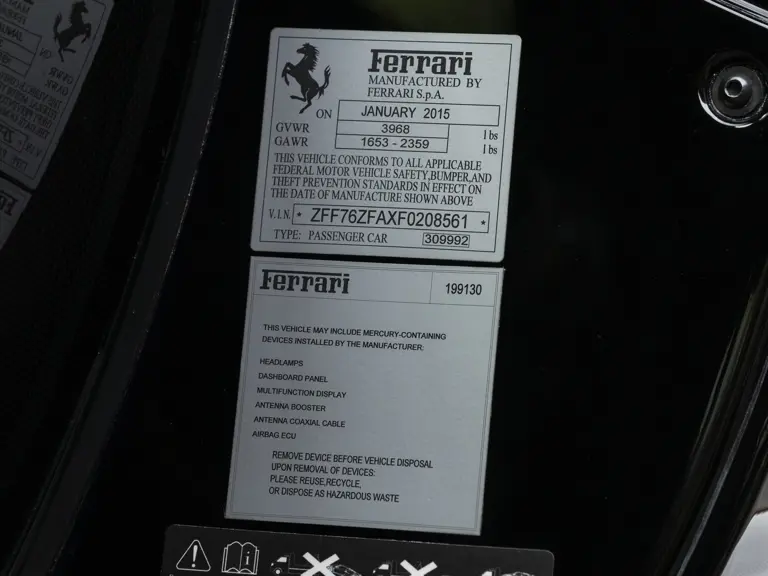 Ferrari
MANUFACTURED BY
FERRARI S.p.A.
ON JANUARY 2015
GVWR 3968 lbs
GAWR 1653 - 2359 lbs
THIS VEHICLE CONFORMS TO ALL APPLICABLE
FEDERAL MOTOR VEHICLE SAFETY,BUMPER,AND
THEFT PREVENTION STANDARDS IN EFFECT ON
THE DATE OF MANUFACTURE SHOWN ABOVE
V.I.N. * ZFF76ZFAXF0208561 *
TYPE: PASSENGER CAR 309992
Ferrari 199130
THIS VEHICLE MAY INCLUDE MERCURY-CONTAINING
DEVICES INSTALLED BY THE MANUFACTURER:
HEADLAMPS
DASHBOARD PANEL
MULTIFUNCTION DISPLAY
ANTENNA BOOSTER
ANTENNA COAXIAL CABLE
AIRBAG ECU
REMOVE DEVICE BEFORE VEHICLE DISPOSAL
UPON REMOVAL OF DEVICES:
PLEASE REUSE,RECYCLE,
OR DISPOSE AS HAZARDOUS WASTE